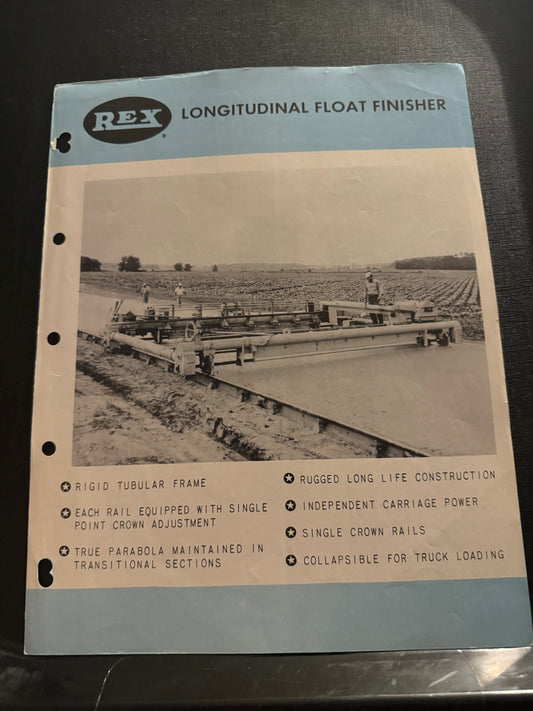 REX
LONGITUDINAL FLOAT FINISHER
RIGID TUBULAR FRAME
EACH RAIL EQUIPPED WITH SINGLE
POINT CROWN ADJUSTMENT
TRUE PARABOLA MAINTAINED IN
TRANSITIONAL SECTIONS
RUGGED LONG LIFE CONSTRUCTION
INDEPENDENT CARRIAGE POWER
SINGLE CROWN RAILS
COLLAPSIBLE FOR TRUCK LOADING